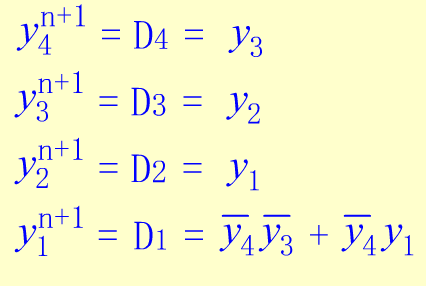 y₄ⁿ⁺¹ = D4 = y₃
y₃ⁿ⁺¹ = D3 = y₂
y₂ⁿ⁺¹ = D2 = y₁
y₁ⁿ⁺¹ = D1 = y̅₄y̅₃ + y̅₄y₁